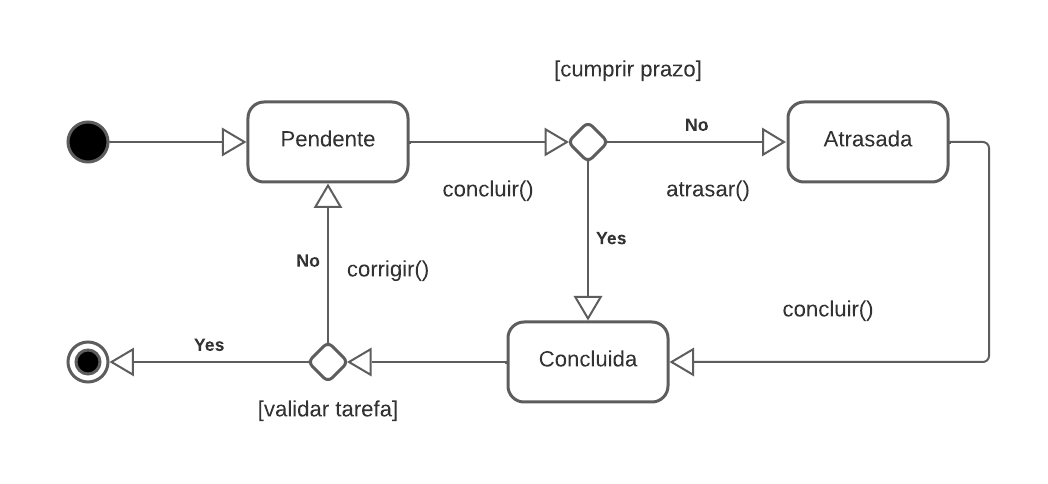 [cumprir prazo]
No
Pendente
Atrasada
concluir()
atrasar()
Yes
No
corrigir()
concluir()
Yes
Concluida
[validar tarefa]